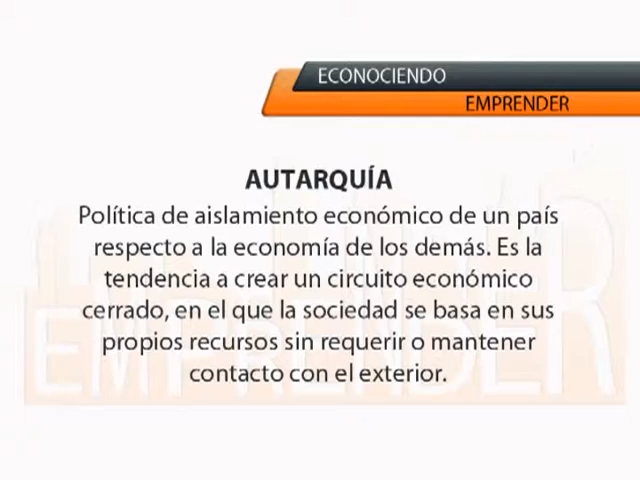 ECONOCIENDO
EMPRENDER
AUTARQUÍA
Política de aislamiento económico de un país
respecto a la economía de los demás. Es la
tendencia a crear un circuito económico
cerrado, en el que la sociedad se basa en sus
propios recursos sin requerir o mantener
contacto con el exterior.
EMPRENDER